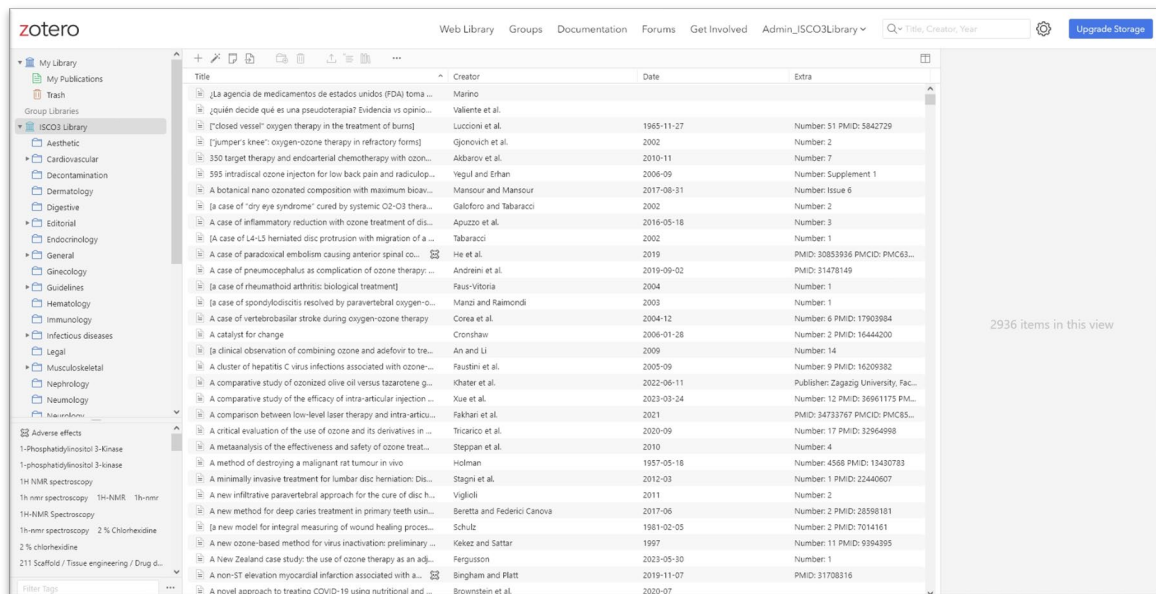 zotero
Web Library Groups Documentation Forums Get Involved Admin_ISCO3Library Title, Creator, Year Upgrade Storage
My Library
My Publications
Trash
Group Libraries
ISCO3 Library
Aesthetic
Cardiovascular
Decontamination
Dermatology
Digestive
Editorial
Endocrinology
General
Ginecology
Guidelines
Hematology
Immunology
Infectious diseases
Legal
Musculoskeletal
Nephrology
Neumology
Neurology
Adverse effects
1-Phosphatidylinositol 3-Kinase
1-phosphatidylinositol 3-kinase
1H NMR spectroscopy
1h nmr spectroscopy 1H-NMR 1h-nmr
1H-NMR Spectroscopy
1h-nmr spectroscopy 2 % Chlorhexidine
2 % chlorhexidine
211 Scaffold / Tissue engineering / Drug d...
Filter Tags
Title Creator Date Extra
¿La agencia de medicamentos de estados unidos (FDA) toma ... Marino
¿quién decide qué es una pseudoterapia? Evidencia vs opinio... Valiente et al.
["closed vessel" oxygen therapy in the treatment of burns] Luccioni et al. 1965-11-27 Number: 51 PMID: 5842729
["jumper's knee": oxygen-ozone therapy in refractory forms] Gjonovich et al. 2002 Number: 2
350 target therapy and endoarterial chemotherapy with ozon... Akbarov et al. 2010-11 Number: 7
595 intradiscal ozone injecton for low back pain and radiculop... Yegul and Erhan 2006-09 Number: Supplement 1
A botanical nano ozonated composition with maximum bioav... Mansour and Mansour 2017-08-31 Number: Issue 6
[a case of "dry eye syndrome" cured by systemic O2-O3 thera... Galoforo and Tabaracci 2002 Number: 2
A case of inflammatory reduction with ozone treatment of dis... Apuzzo et al. 2016-05-18 Number: 3
[A case of L4-L5 herniated disc protrusion with migration of a ... Tabaracci 2002 Number: 1
A case of paradoxical embolism causing anterior spinal co... He et al. 2019 PMID: 30853936 PMCID: PMC63...
A case of pneumocephalus as complication of ozone therapy: ... Andreini et al. 2019-09-02 PMID: 31478149
[a case of rheumathoid arthritis: biological treatment] Faus-Vitoria 2004 Number: 1
[a case of spondylodiscitis resolved by paravertebral oxygen-o... Manzi and Raimondi 2003 Number: 1
A case of vertebrobasilar stroke during oxygen-ozone therapy Corea et al. 2004-12 Number: 6 PMID: 17903984
A catalyst for change Cronshaw 2006-01-28 Number: 2 PMID: 16444200
[a clinical observation of combining ozone and adefovir to tre... An and Li 2009 Number: 14
A cluster of hepatitis C virus infections associated with ozone-... Faustini et al. 2005-09 Number: 9 PMID: 16209382
A comparative study of ozonized olive oil versus tazarotene g... Khater et al. 2022-06-11 Publisher: Zagazig University, Fac...
A comparative study of the efficacy of intra-articular injection ... Xue et al. 2023-03-24 Number: 12 PMID: 36961175 PM...
A comparison between low-level laser therapy and intra-articu... Fakhari et al. 2021 PMID: 34733767 PMCID: PMC85...
A critical evaluation of the use of ozone and its derivatives in ... Tricarico et al. 2020-09 Number: 17 PMID: 32964998
A metaanalysis of the effectiveness and safety of ozone treat... Steppan et al. 2010 Number: 4
A method of destroying a malignant rat tumour in vivo Holman 1957-05-18 Number: 4568 PMID: 13430783
A minimally invasive treatment for lumbar disc herniation: Dis... Stagni et al. 2012-03 Number: 1 PMID: 22440607
A new infiltrative paravertebral approach for the cure of disc h... Viglioli 2011 Number: 2
A new method for deep caries treatment in primary teeth usin... Beretta and Federici Canova 2017-06 Number: 2 PMID: 28598181
[a new model for integral measuring of wound healing proces... Schulz 1981-02-05 Number: 2 PMID: 7014161
A new ozone-based method for virus inactivation: preliminary ... Kekez and Sattar 1997 Number: 11 PMID: 9394395
A New Zealand case study: the use of ozone therapy as an adj... Fergusson 2023-05-30 Number: 1
A non-ST elevation myocardial infarction associated with a... Bingham and Platt 2019-11-07 PMID: 31708316
A novel approach to treating COVID-19 using nutritional and ... Brownstein et al. 2020-07
2936 items in this view